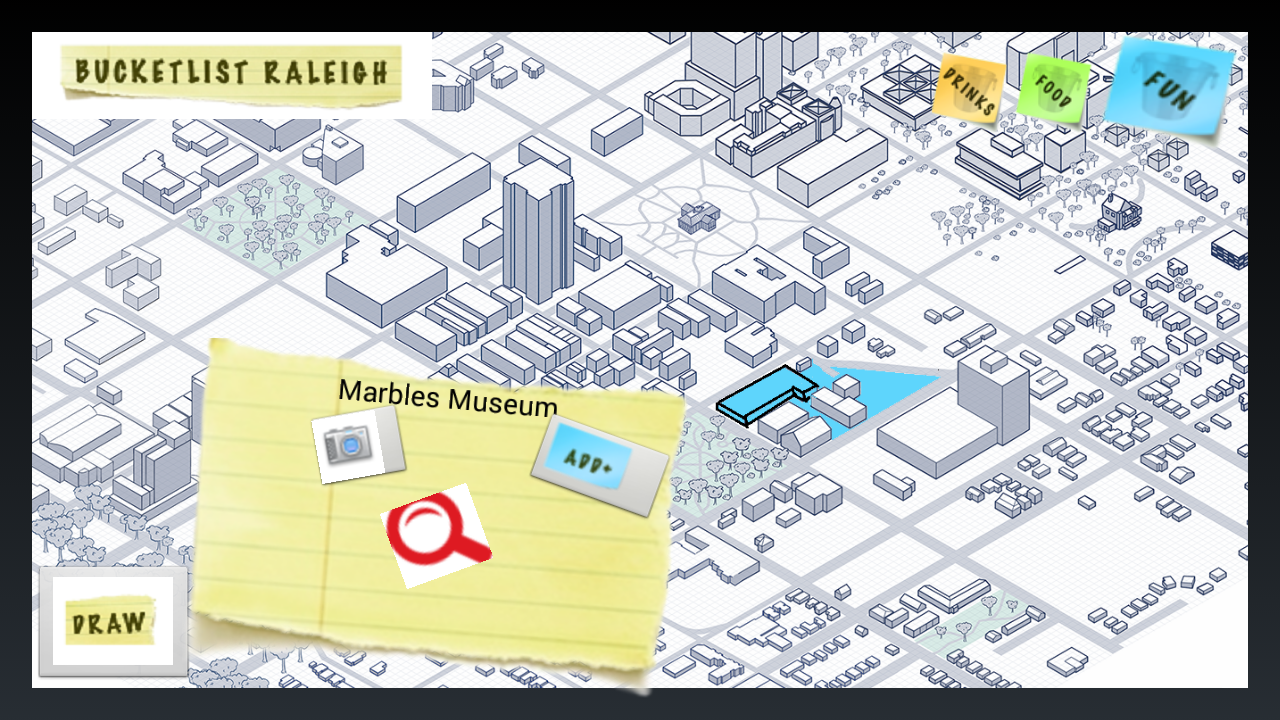 BUCKETLIST RALEIGH
DRINKS
FOOD
FUN
Marbles Museum
ADD+
DRAW